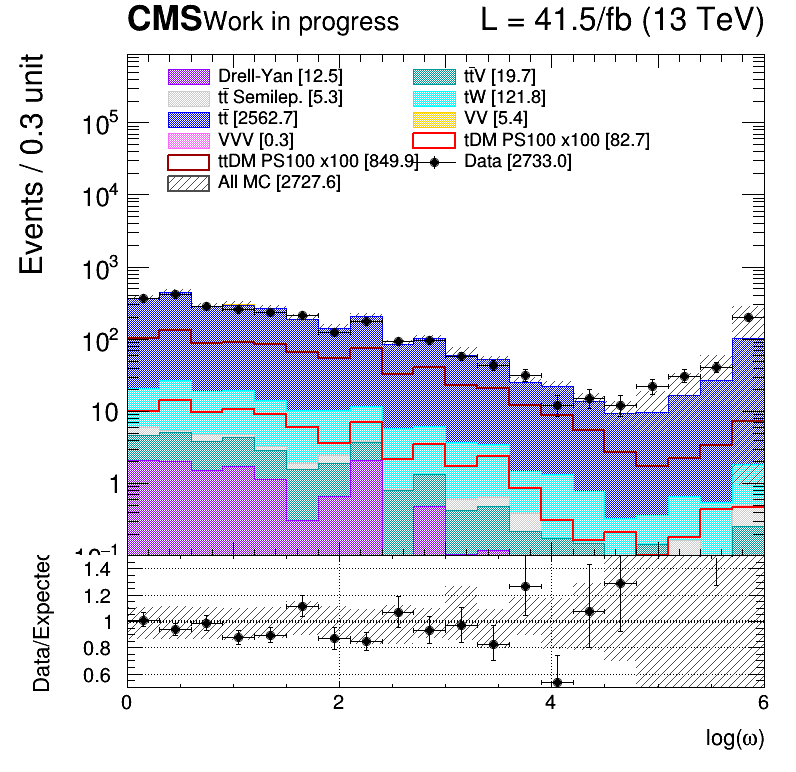 CMS Work in progress L = 41.5/fb (13 TeV)
Events / 0.3 unit
Drell-Yan [12.5] tt̄V [19.7]
tt̄ Semilep. [5.3] tW [121.8]
tt̄ [2562.7] VV [5.4]
VVV [0.3] tDM PS100 x100 [82.7]
ttDM PS100 x100 [849.9] Data [2733.0]
All MC [2727.6]
10⁵
10⁴
10³
10²
10
1
10⁻¹
Data/Expected
1.4
1.2
1
0.8
0.6
0 2 4 6
log(ω)